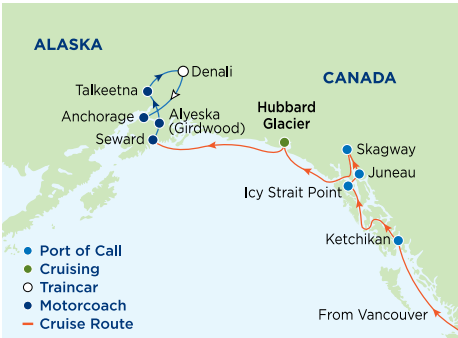 ALASKA
Denali
CANADA
Talkeetna
Hubbard
Glacier
Anchorage
Alyeska
(Girdwood)
Seward
Skagway
Juneau
Icy Strait Point
Ketchikan
Port of Call
Cruising
Traincar
Motorcoach
Cruise Route
From Vancouver